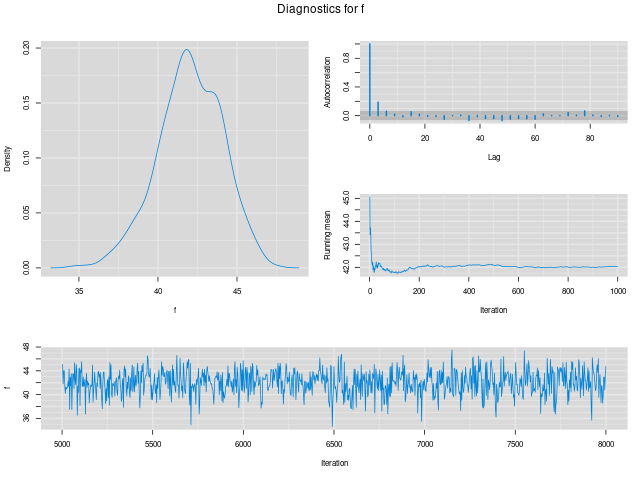 Diagnostics for f
Density
0.00 0.05 0.10 0.15 0.20
35 40 45
f
Autocorrelation
0.0 0.4 0.8
0 20 40 60 80
Lag
Running mean
42.0 43.0 44.0 45.0
0 200 400 600 800 1000
Iteration
f
36 40 44 48
5000 5500 6000 6500 7000 7500 8000
Iteration